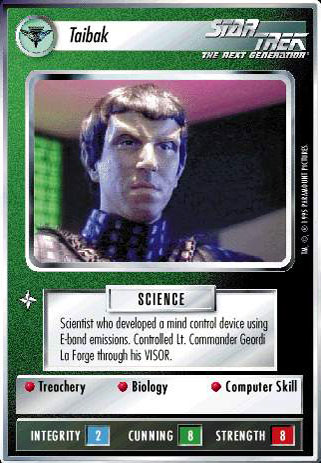 Taibak
STAR TREK
THE NEXT GENERATION
TM, ©, ® 1995 PARAMOUNT PICTURES.
SCIENCE
Scientist who developed a mind control device using
E-band emissions. Controlled Lt. Commander Geordi
La Forge through his VISOR.
Treachery Biology Computer Skill
INTEGRITY 2 CUNNING 8 STRENGTH 8